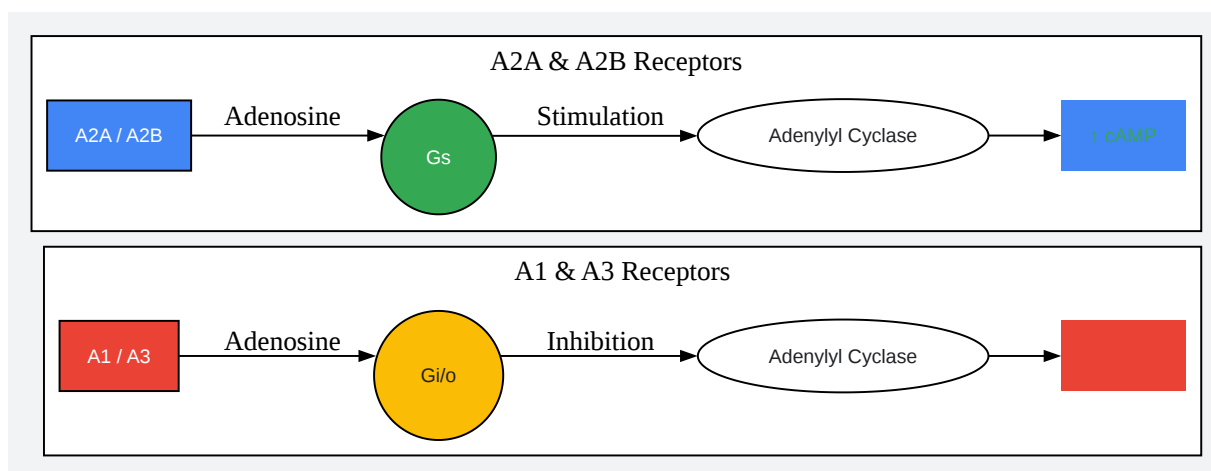 A2A & A2B Receptors
A2A / A2B
Adenosine
Gs
Stimulation
Adenylyl Cyclase
↑ cAMP
A1 & A3 Receptors
A1 / A3
Adenosine
Gi/o
Inhibition
Adenylyl Cyclase